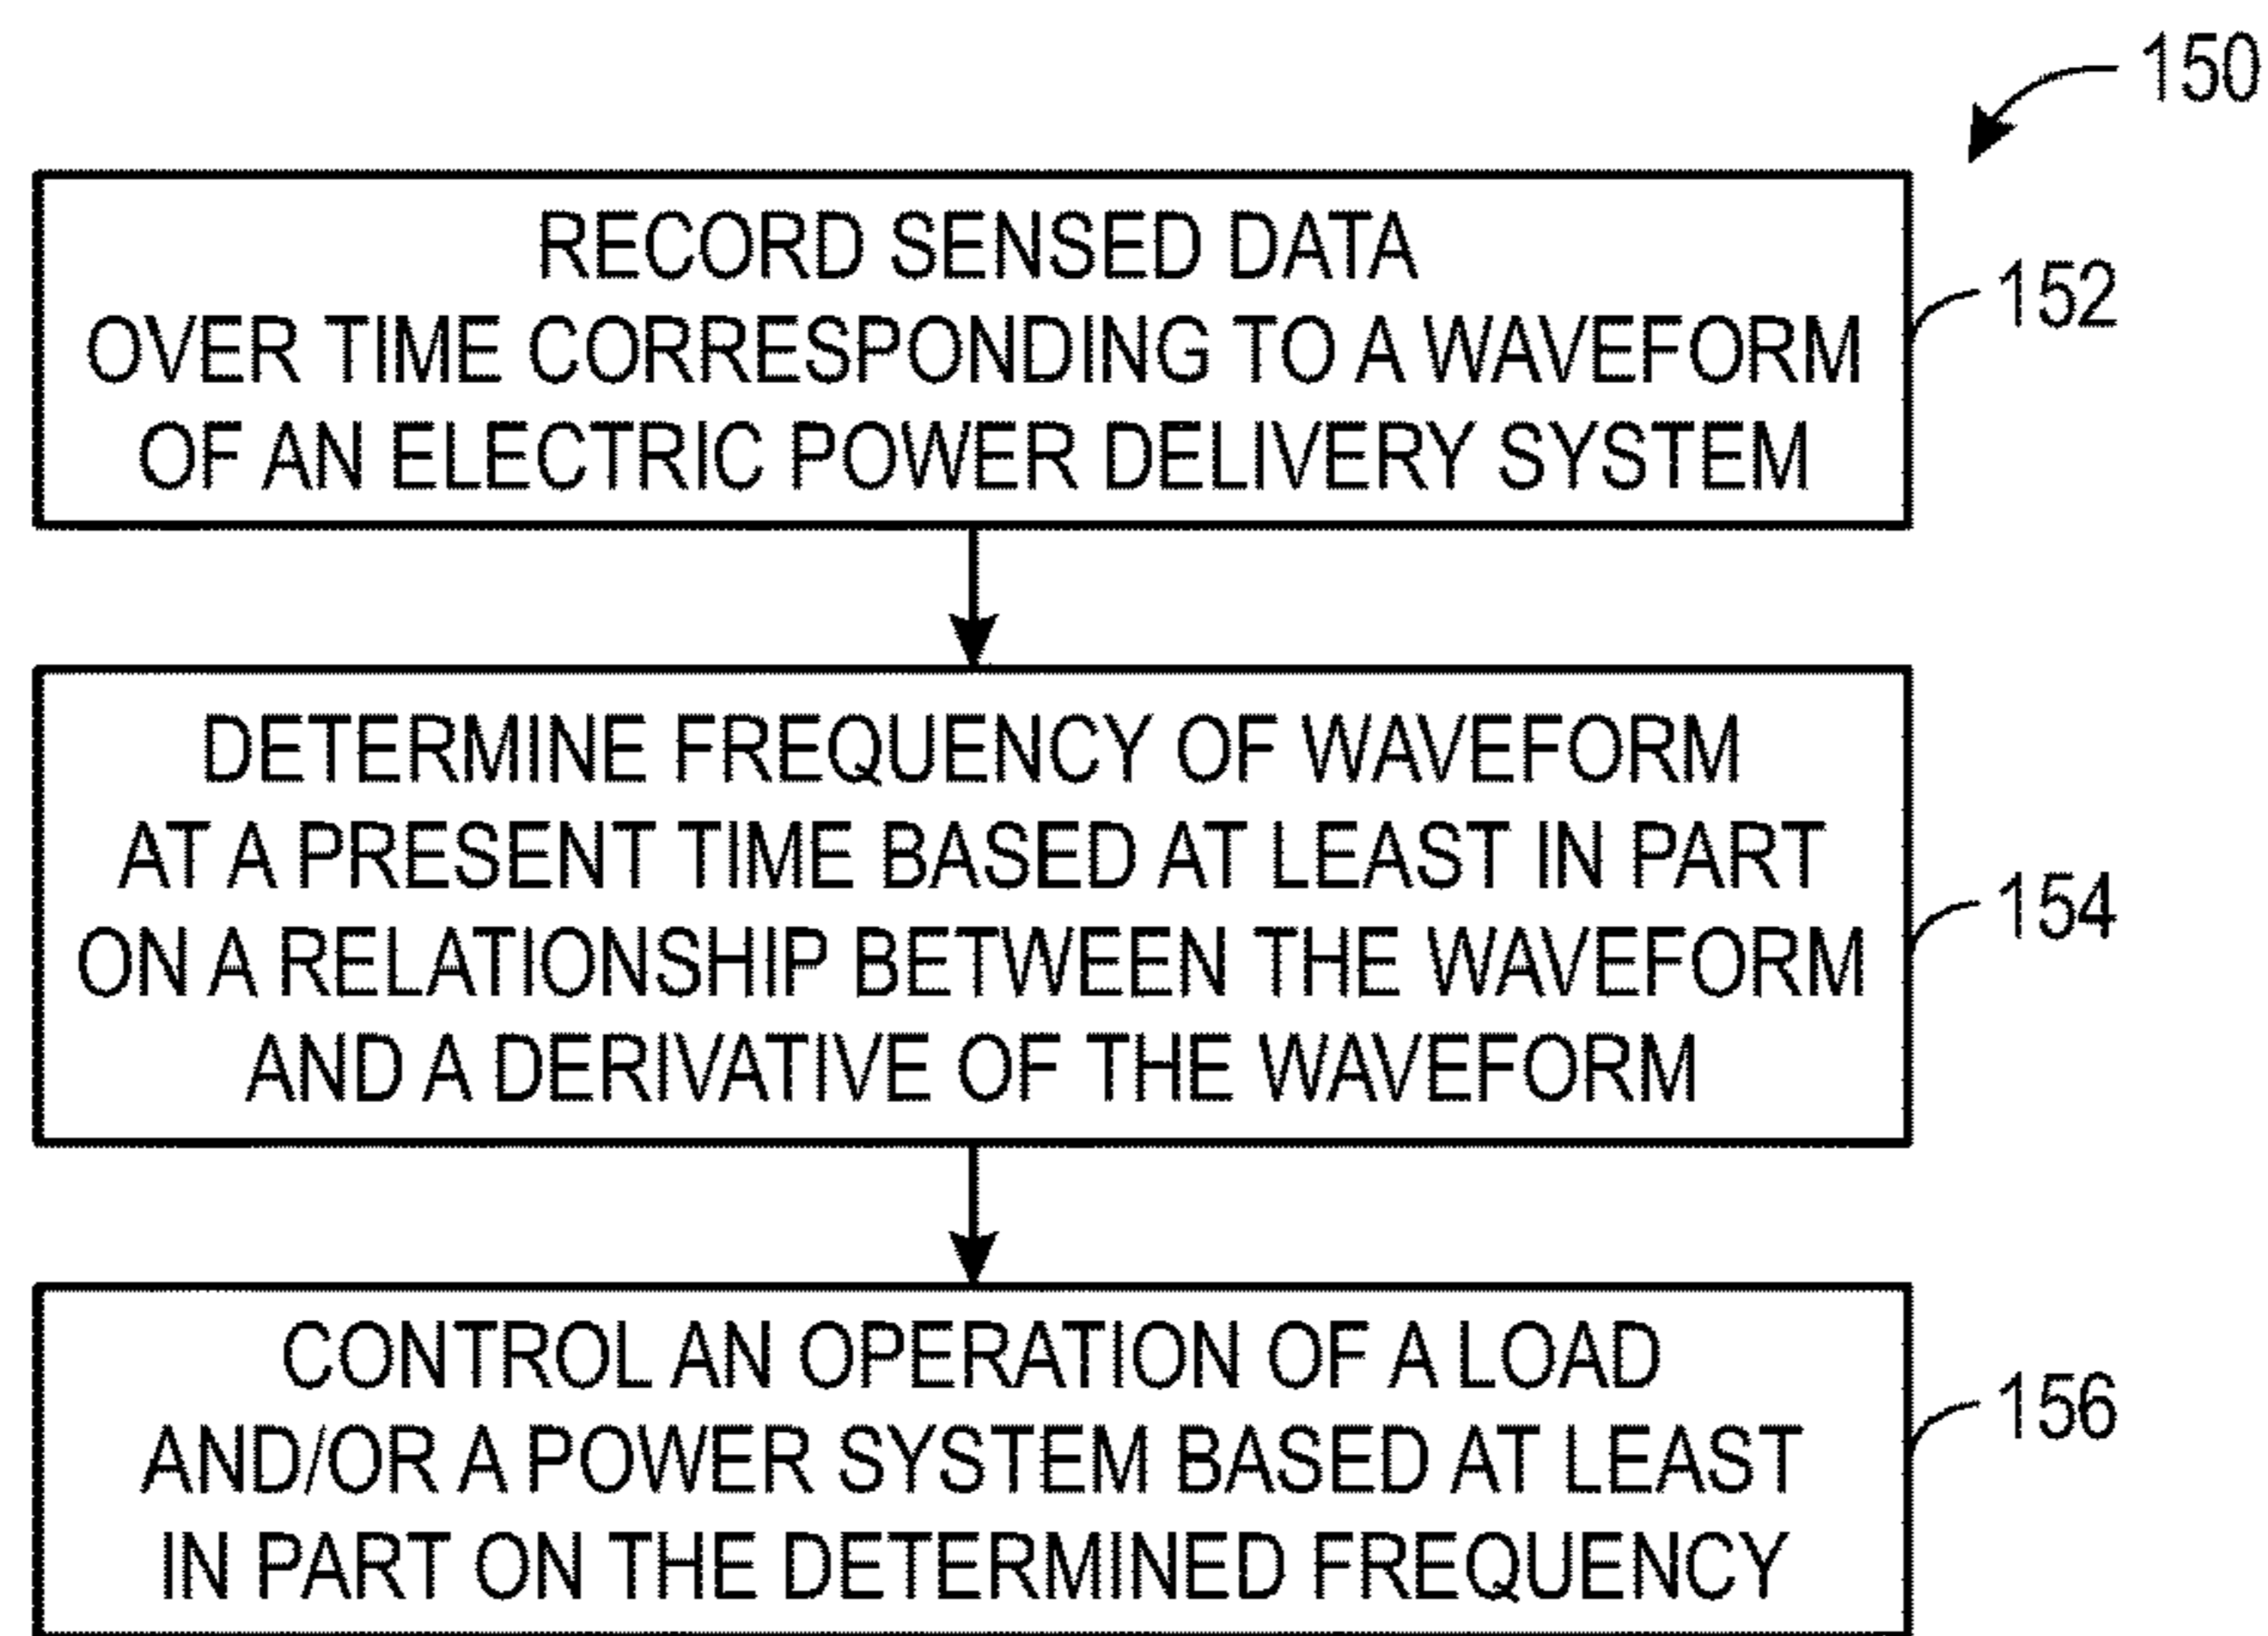 150
RECORD SENSED DATA
OVER TIME CORRESPONDING TO A WAVEFORM
OF AN ELECTRIC POWER DELIVERY SYSTEM
152
DETERMINE FREQUENCY OF WAVEFORM
AT A PRESENT TIME BASED AT LEAST IN PART
ON A RELATIONSHIP BETWEEN THE WAVEFORM
AND A DERIVATIVE OF THE WAVEFORM
154
CONTROL AN OPERATION OF A LOAD
AND/OR A POWER SYSTEM BASED AT LEAST
IN PART ON THE DETERMINED FREQUENCY
156